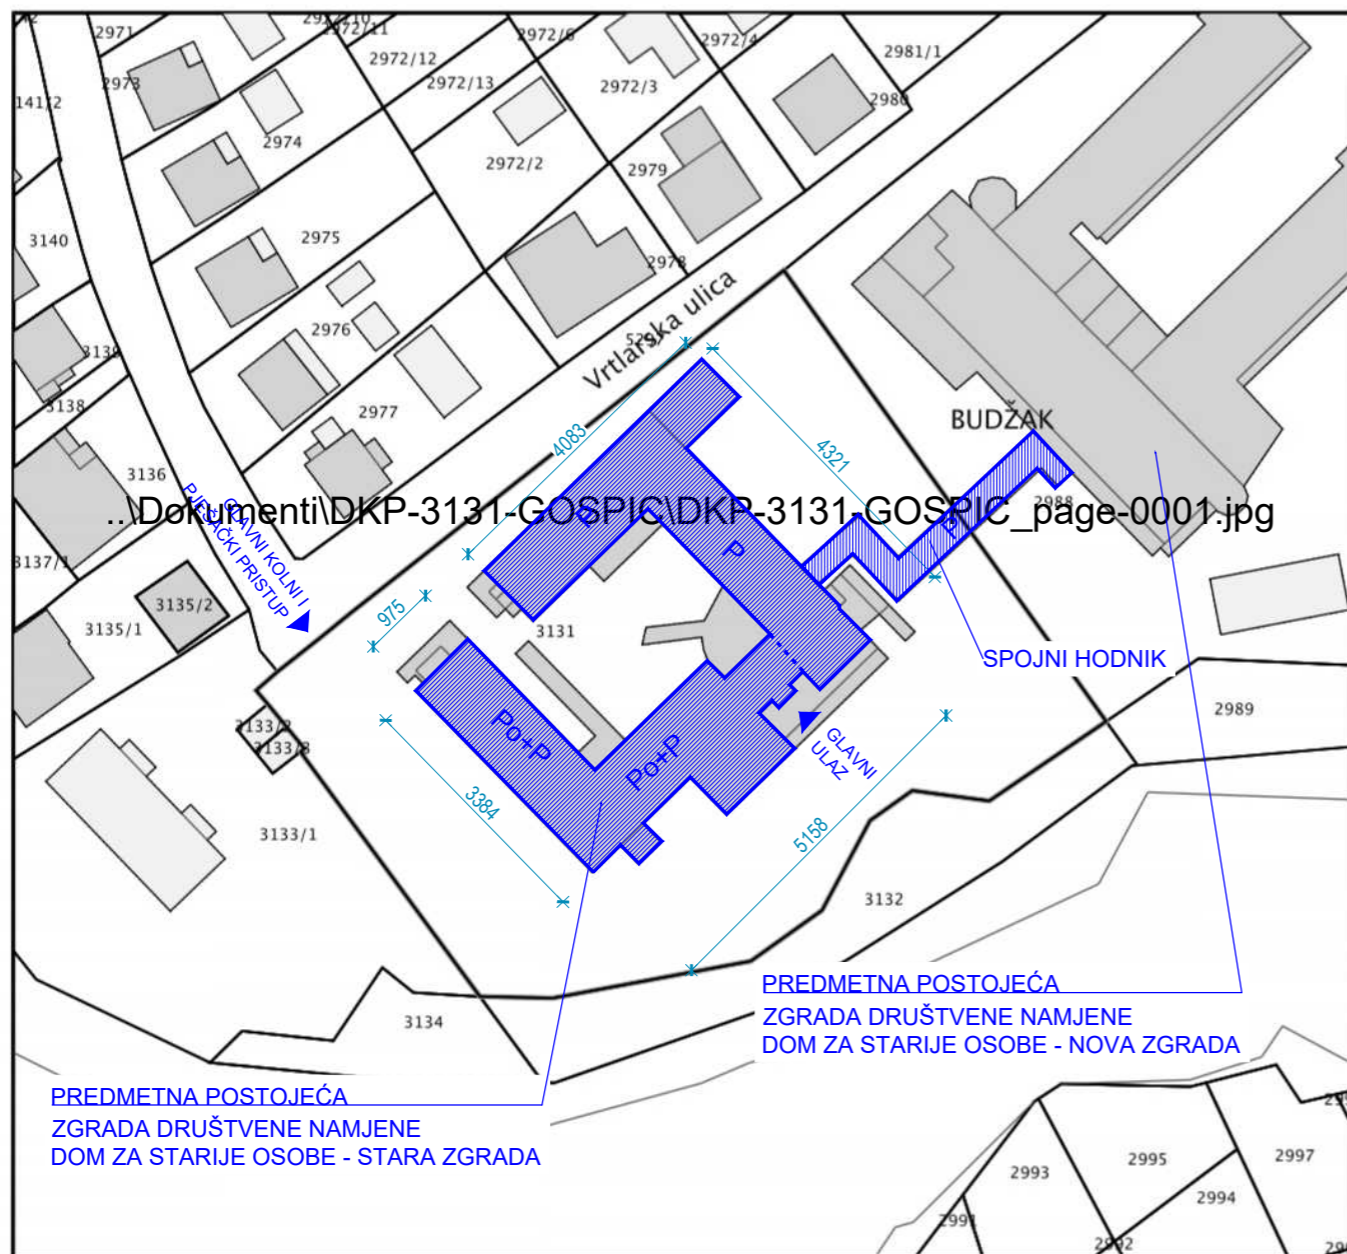 2971
2972/11
2972/12
2972/6
2972/4
2981/1
2973
2972/13
2972/3
2980
141/2
2974
2972/2
2979
3140
2975
2978
Vrtlarska ulica
2976
3139
3138
2977
BUDŽAK
4083
4321
3136
2988
..\Dokumenti\DKP-3131-GOSPIC\DKP-3131-GOSPIC_page-0001.jpg
GLAVNI KOLNI I
PJEŠAČKI PRISTUP
P
P
P
3137/1
3135/2
3135/1
975
3131
SPOJNI HODNIK
2989
3133/2
3133/3
Po+P
Po+P
GLAVNI
ULAZ
3384
5158
3133/1
3132
3134
PREDMETNA POSTOJEĆA
ZGRADA DRUŠTVENE NAMJENE
DOM ZA STARIJE OSOBE - NOVA ZGRADA
PREDMETNA POSTOJEĆA
ZGRADA DRUŠTVENE NAMJENE
DOM ZA STARIJE OSOBE - STARA ZGRADA
2993
2995
2997
2994
2991
2992